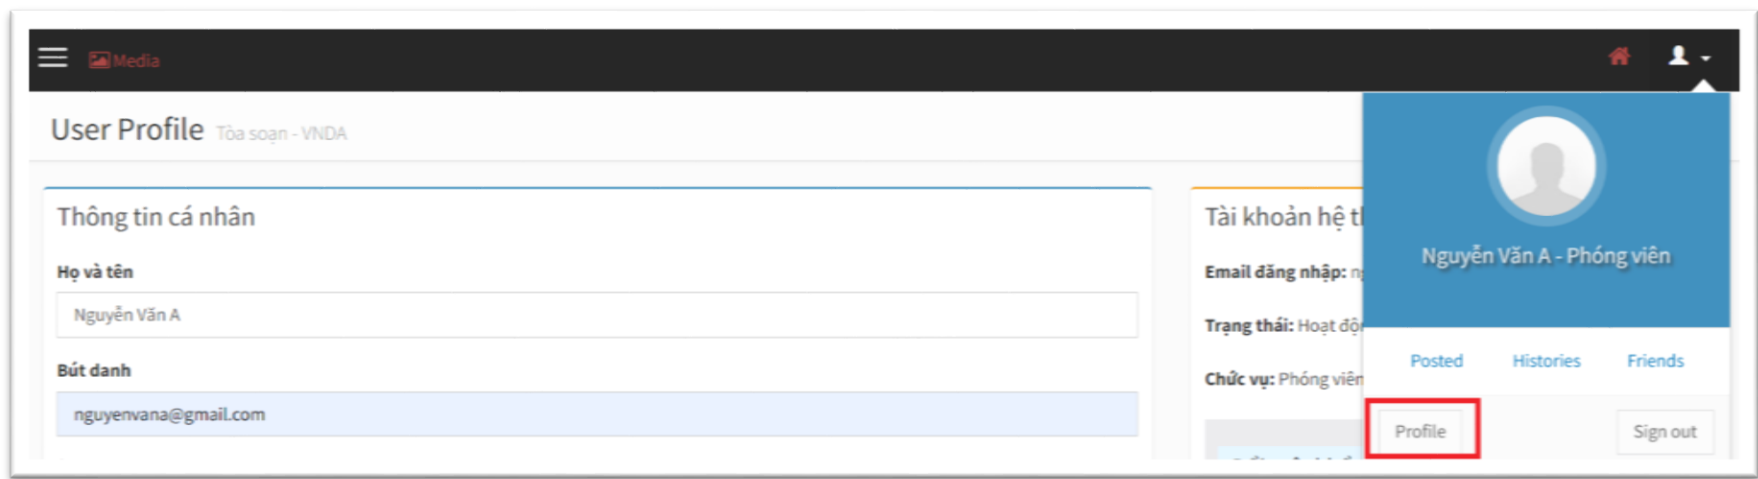 Media
User Profile Tòa soạn - VNDA
Thông tin cá nhân
Họ và tên
Nguyễn Văn A
Bút danh
nguyenvana@gmail.com
Tài khoản hệ
Email đăng nhập:
Trạng thái: Hoạt độ
Chức vụ: Phóng viên
Nguyễn Văn A - Phóng viên
Posted Histories Friends
Profile Sign out